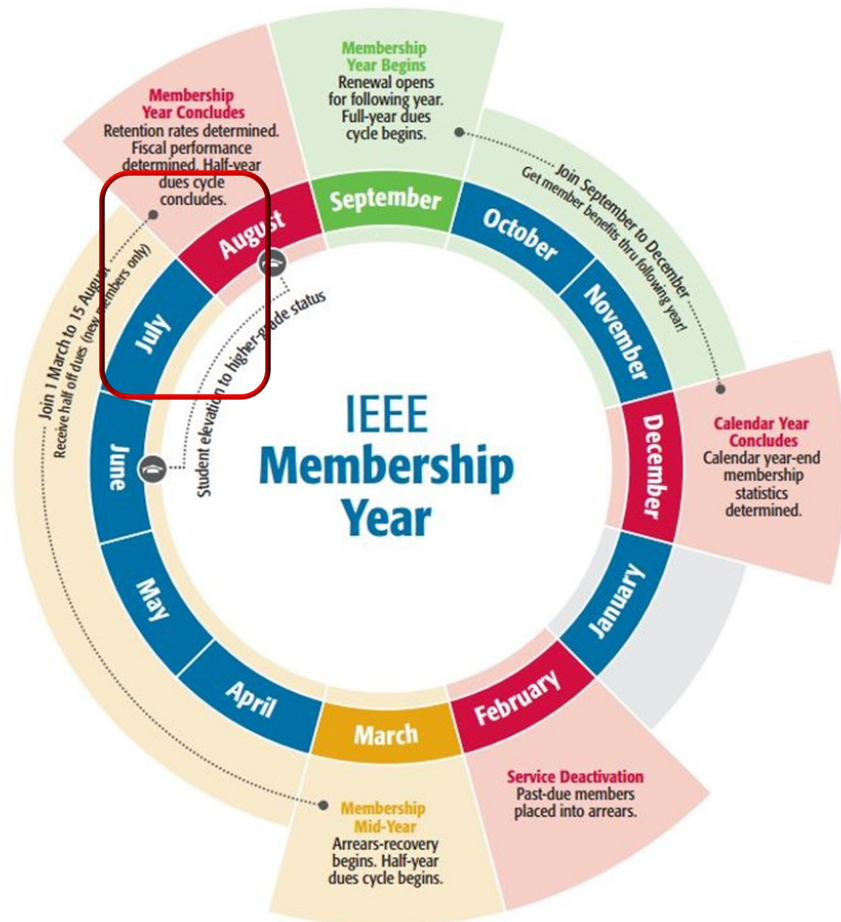 Membership
Year Begins
Renewal opens
for following year.
Full-year dues
cycle begins.
Membership
Year Concludes
Retention rates determined.
Fiscal performance
determined. Half-year
dues cycle
concludes.
September
October
November
December
January
February
March
April
May
June
July
August
Join September to December
Get member benefits thru following year!
Calendar Year
Concludes
Calendar year-end
membership
statistics
determined.
Service Deactivation
Past-due members
placed into arrears.
Membership
Mid-Year
Arrears-recovery
begins. Half-year
dues cycle begins.
Join 1 March to 15 August
Receive half off dues (new members only)
Student elevation to higher-grade status
IEEE
Membership
Year